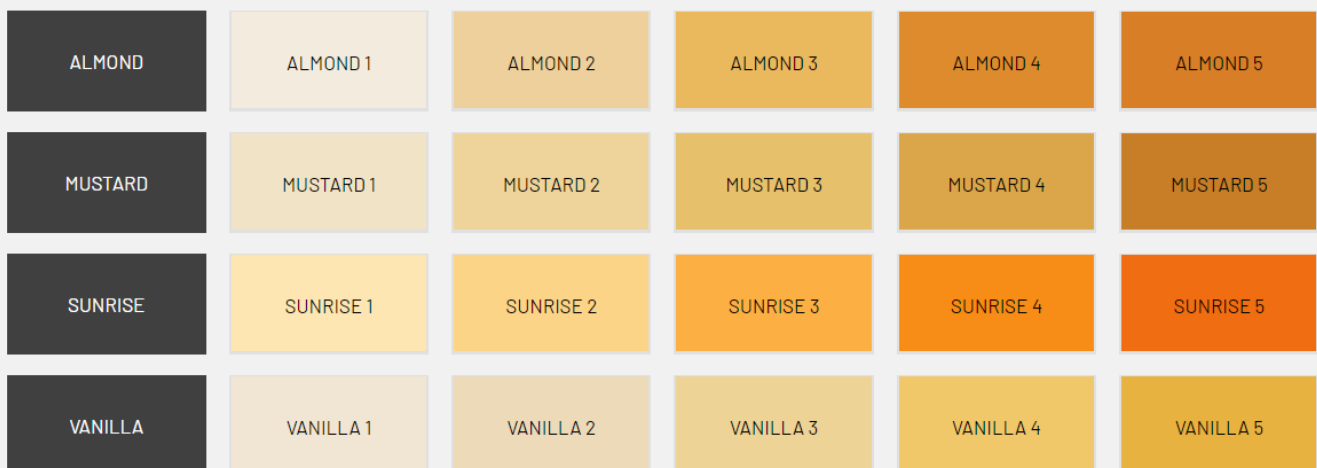 ALMOND ALMOND 1 ALMOND 2 ALMOND 3 ALMOND 4 ALMOND 5
MUSTARD MUSTARD 1 MUSTARD 2 MUSTARD 3 MUSTARD 4 MUSTARD 5
SUNRISE SUNRISE 1 SUNRISE 2 SUNRISE 3 SUNRISE 4 SUNRISE 5
VANILLA VANILLA 1 VANILLA 2 VANILLA 3 VANILLA 4 VANILLA 5